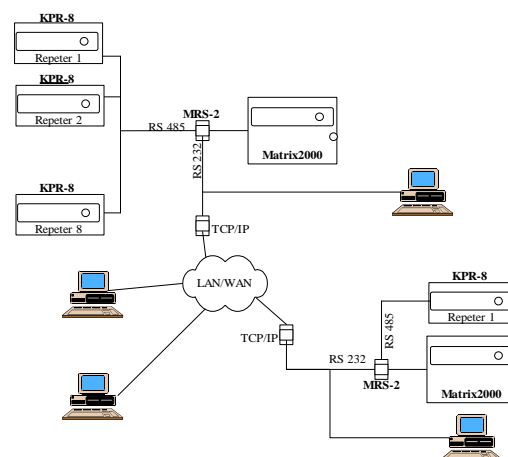 KPR-8
Repeter 1
KPR-8
Repeter 2
MRS-2
RS 485
RS 232
Matrix2000
KPR-8
Repeter 8
TCP/IP
LAN/WAN
KPR-8
Repeter 1
RS 485
TCP/IP
RS 232
MRS-2
Matrix2000